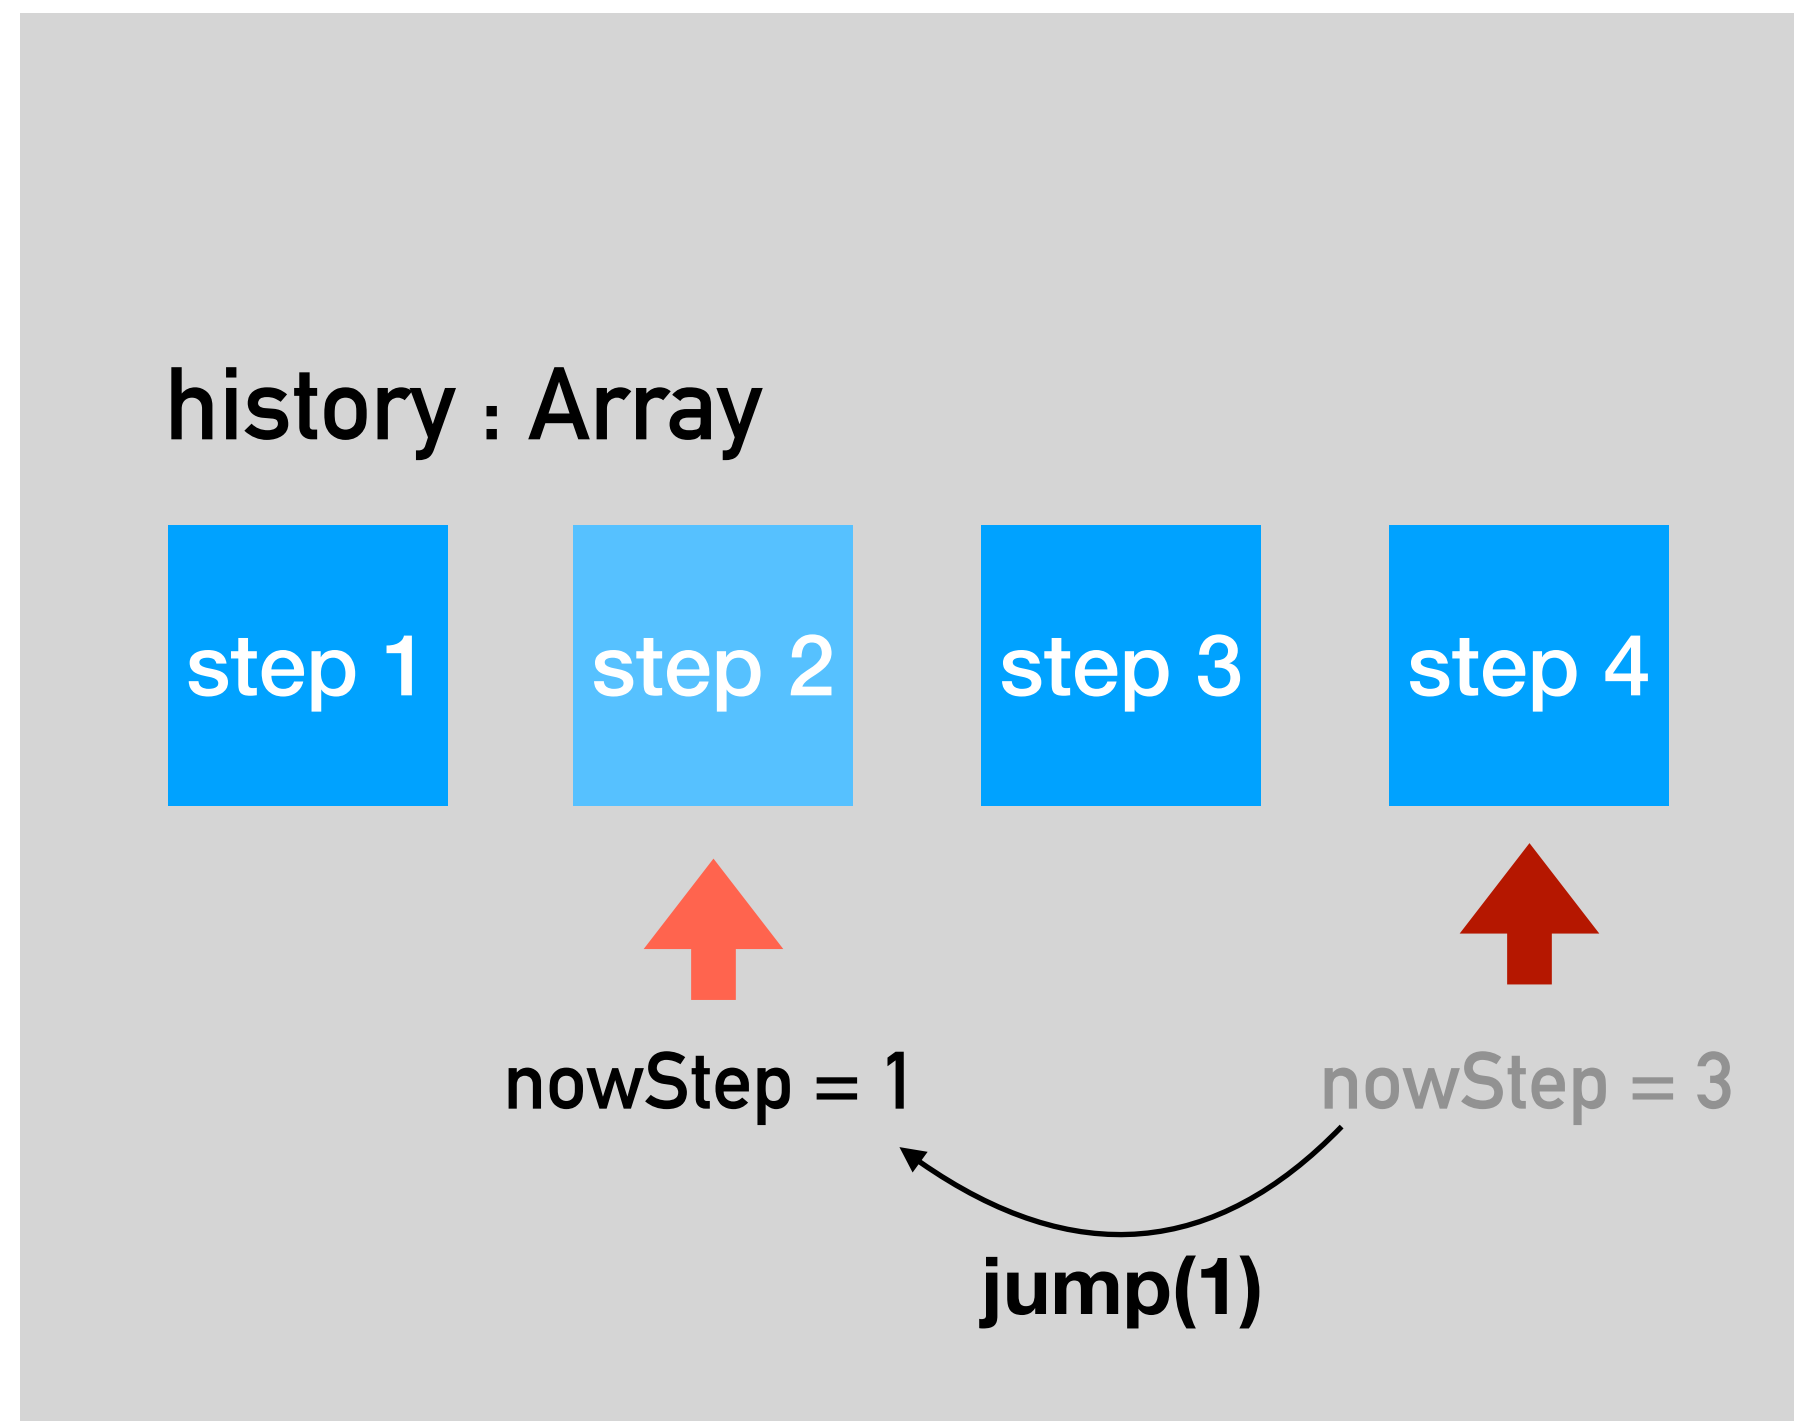 history : Array
step 1
step 2
step 3
step 4
nowStep = 1
nowStep = 3
jump(1)